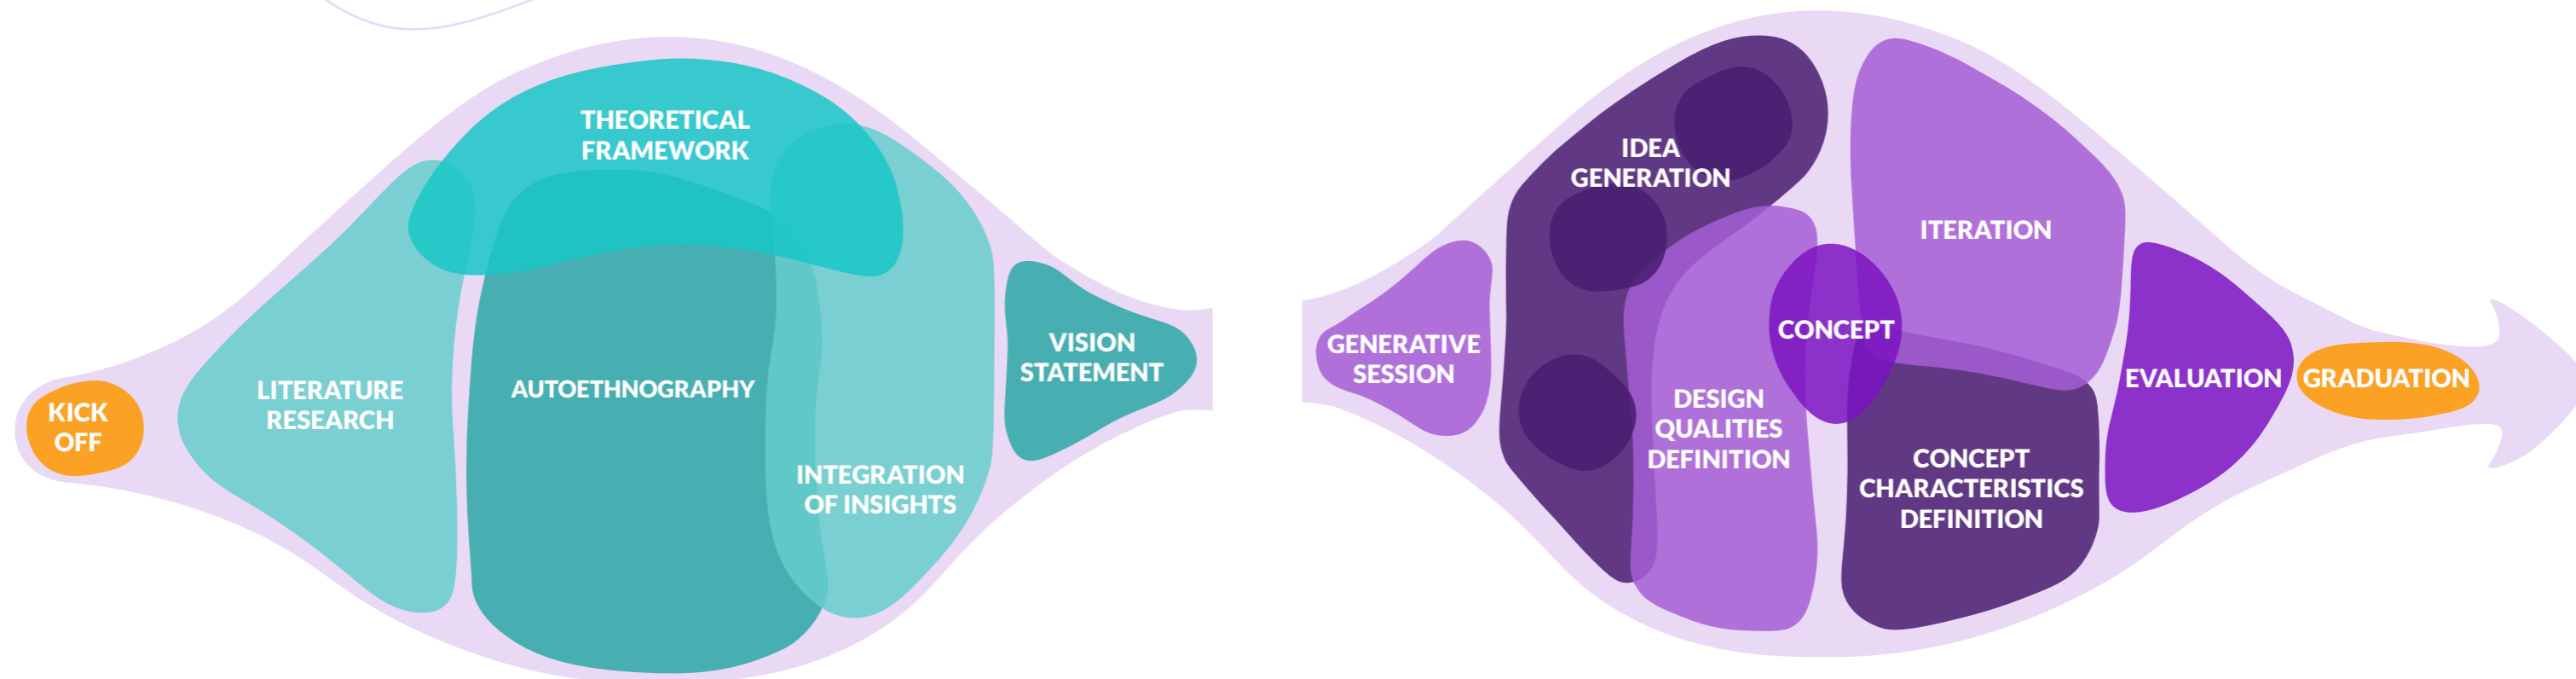 KICK
OFF
LITERATURE
RESEARCH
THEORETICAL
FRAMEWORK
AUTOETHNOGRAPHY
INTEGRATION
OF INSIGHTS
VISION
STATEMENT
GENERATIVE
SESSION
IDEA
GENERATION
DESIGN
QUALITIES
DEFINITION
CONCEPT
ITERATION
CONCEPT
CHARACTERISTICS
DEFINITION
EVALUATION
GRADUATION